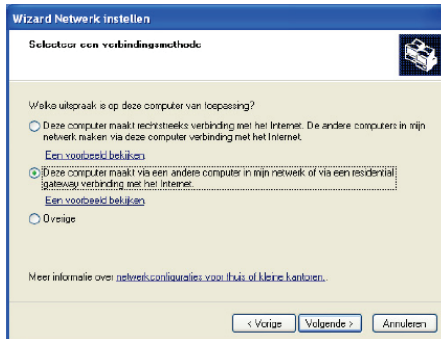 Wizard Netwerk instellen
Selecteer een verbindingsmethode
Welke uitspraak is op deze computer van toepassing?
Deze computer maakt rechtstreeks verbinding met het Internet. De andere computers in mijn
netwerk maken via deze computer verbinding met het Internet.
Een voorbeeld bekijken.
Deze computer maakt via een andere computer in mijn netwerk of via een residential
gateway verbinding met het Internet.
Een voorbeeld bekijken.
Overige
Meer informatie over netwerkconfiguraties voor thuis of kleine kantoren.
< Vorige Volgende > Annuleren